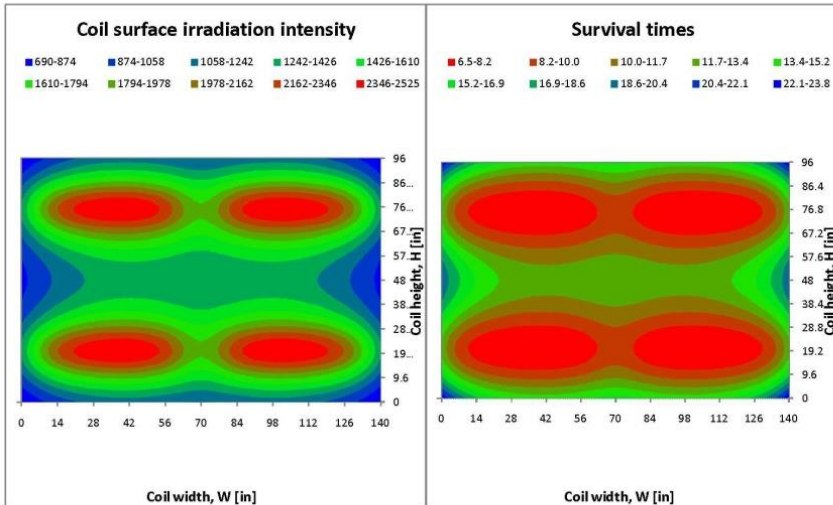 Coil surface irradiation intensity
690-874 874-1058 1058-1242 1242-1426 1426-1610
1610-1794 1794-1978 1978-2162 2162-2346 2346-2525
96
86...
76...
67...
57...
48
38...
28...
19...
9.6
0
Coil height, H [in]
0 14 28 42 56 70 84 98 112 126 140
Coil width, W [in]
Survival times
6.5-8.2 8.2-10.0 10.0-11.7 11.7-13.4 13.4-15.2
15.2-16.9 16.9-18.6 18.6-20.4 20.4-22.1 22.1-23.8
96
86.4
76.8
67.2
57.6
48
38.4
28.8
19.2
9.6
0
Coil height, H [in]
0 14 28 42 56 70 84 98 112 126 140
Coil width, W [in]